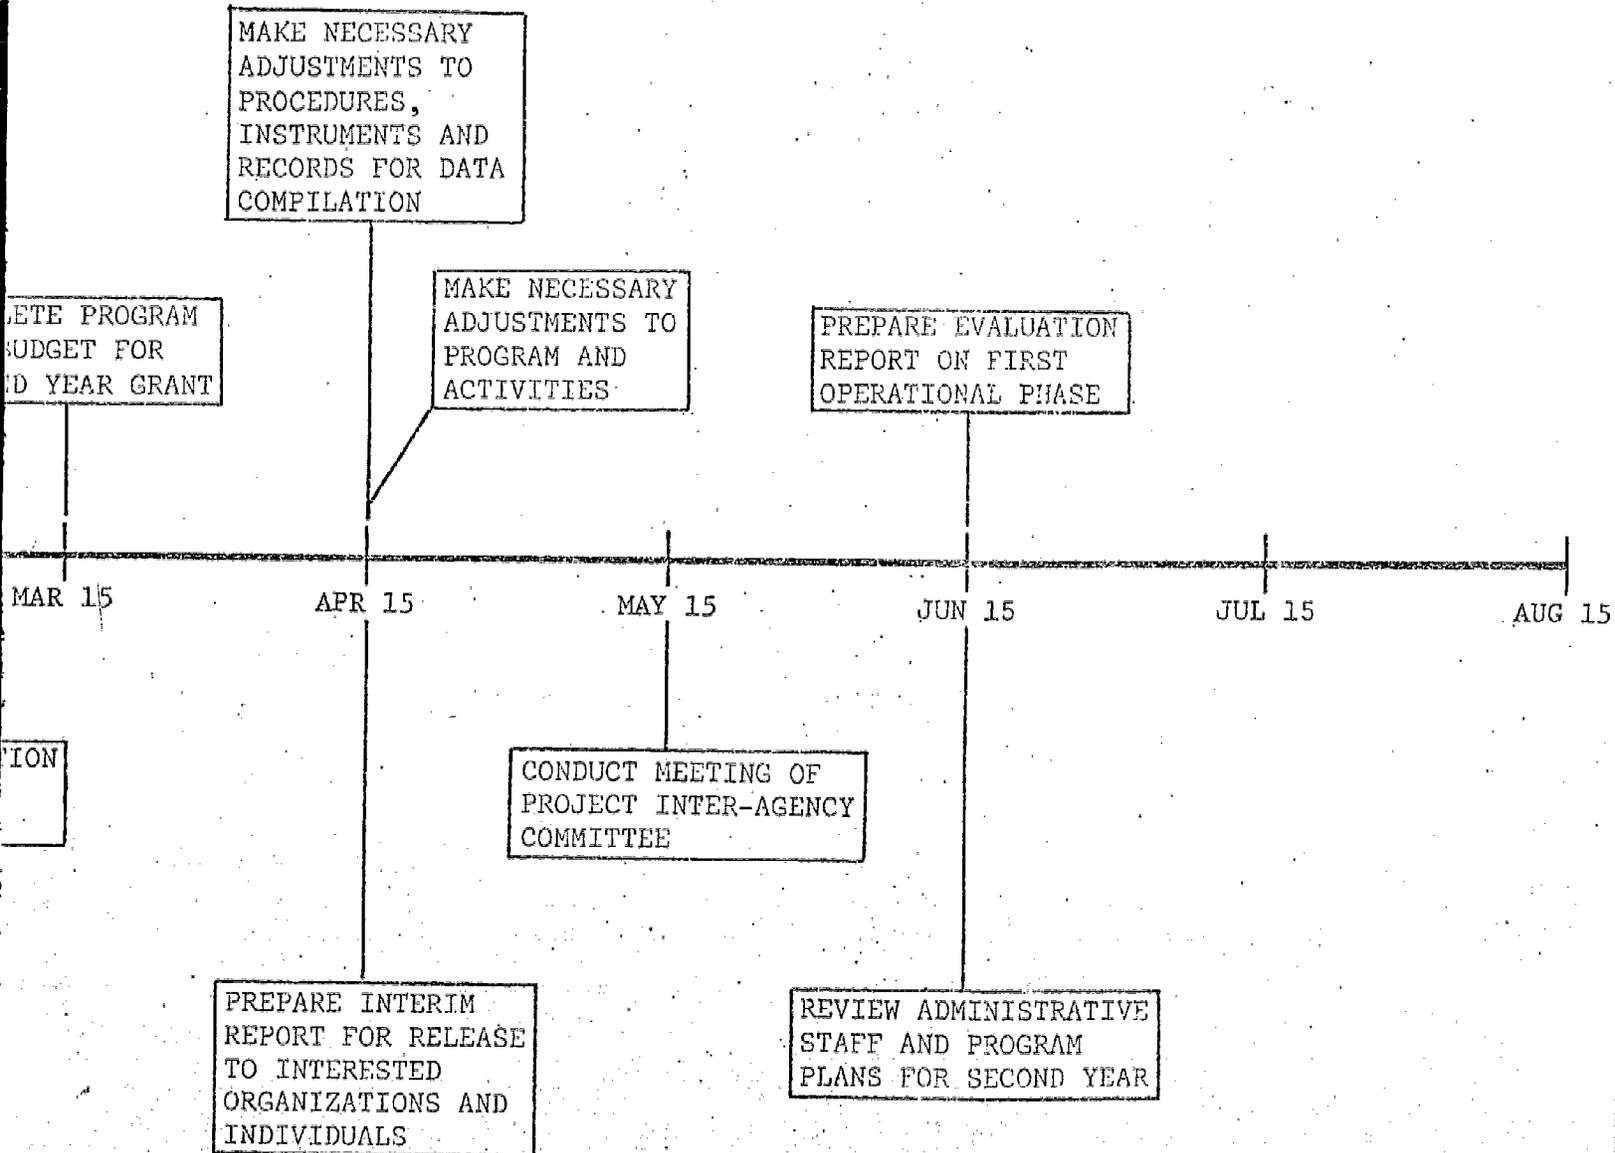 MAKE NECESSARY
ADJUSTMENTS TO
PROCEDURES,
INSTRUMENTS AND
RECORDS FOR DATA
COMPILATION
MAKE NECESSARY
ADJUSTMENTS TO
PROGRAM AND
ACTIVITIES
PROGRAM
FOR
YEAR GRANT
PREPARE EVALUATION
REPORT ON FIRST
OPERATIONAL PHASE
MAR 15
APR 15
MAY 15
JUN 15
JUL 15
AUG 15
CONDUCT MEETING OF
PROJECT INTER-AGENCY
COMMITTEE
PREPARE INTERIM
REPORT FOR RELEASE
TO INTERESTED
ORGANIZATIONS AND
INDIVIDUALS
REVIEW ADMINISTRATIVE
STAFF AND PROGRAM
PLANS FOR SECOND YEAR